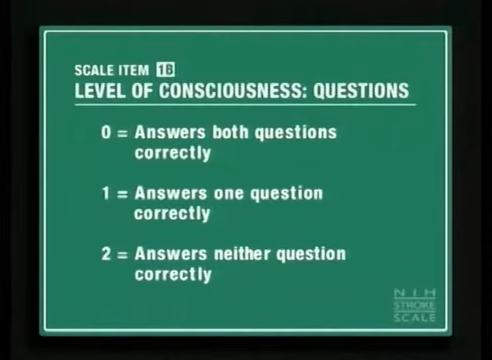 SCALE ITEM 1B
LEVEL OF CONSCIOUSNESS: QUESTIONS
0 = Answers both questions
correctly
1 = Answers one question
correctly
2 = Answers neither question
correctly
NIH
STROKE
SCALE